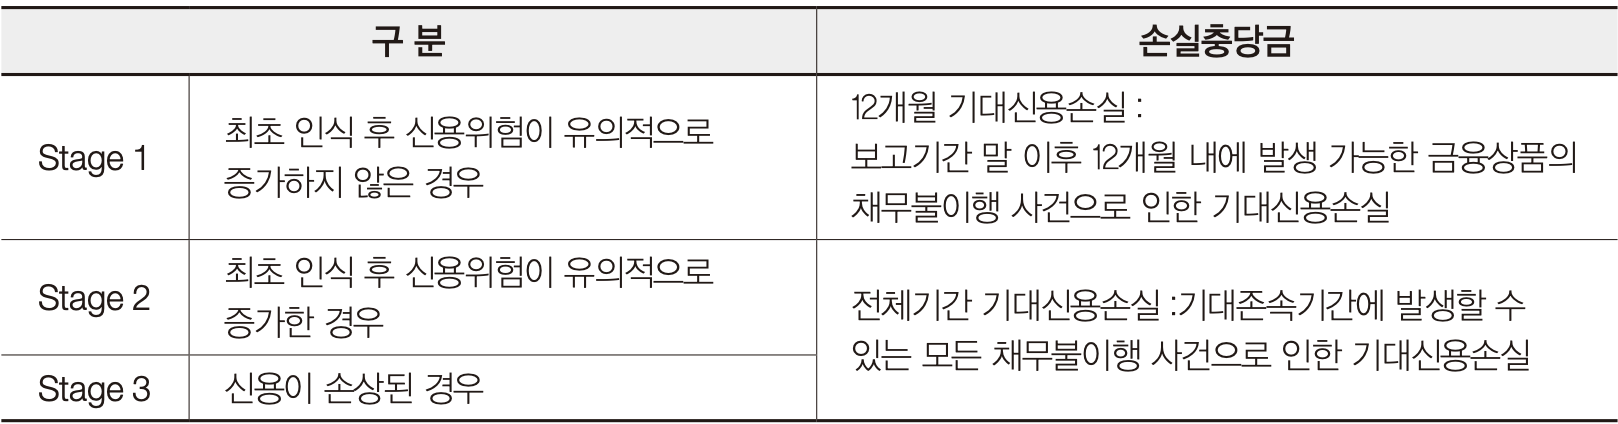 구 분
손실충당금
Stage 1
최초 인식 후 신용위험이 유의적으로
증가하지 않은 경우
12개월 기대신용손실 :
보고기간 말 이후 12개월 내에 발생 가능한 금융상품의
채무불이행 사건으로 인한 기대신용손실
Stage 2
최초 인식 후 신용위험이 유의적으로
증가한 경우
전체기간 기대신용손실 :기대존속기간에 발생할 수
있는 모든 채무불이행 사건으로 인한 기대신용손실
Stage 3
신용이 손상된 경우